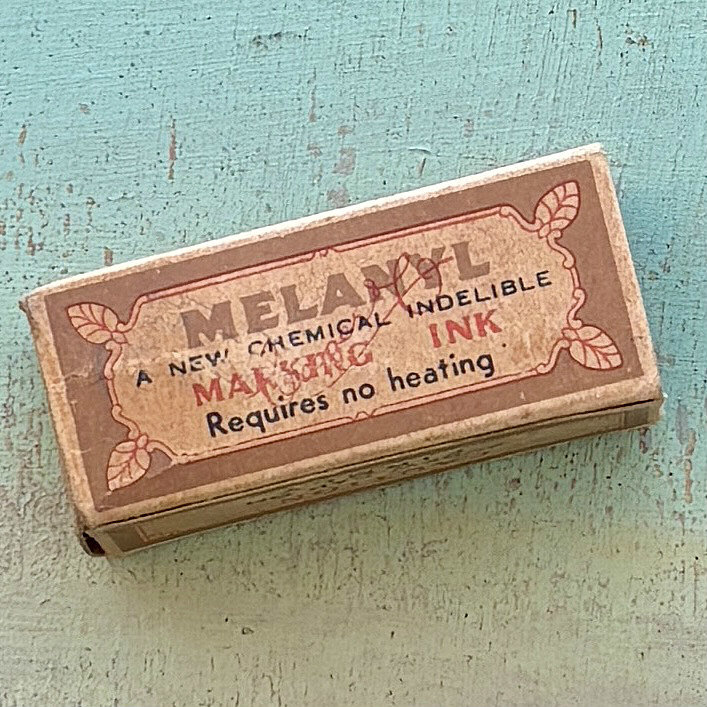 MELANYL
A NEW CHEMICAL INDELIBLE
MARKING INK
Requires no heating